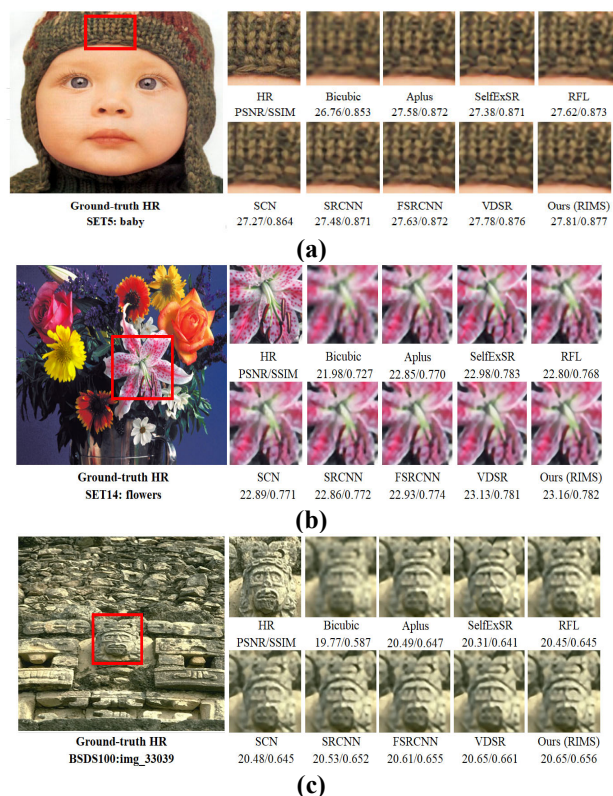 HR Bicubic Aplus SelfExSR RFL
PSNR/SSIM 26.76/0.853 27.58/0.872 27.38/0.871 27.62/0.873
Ground-truth HR
SET5: baby
SCN SRCNN FSRCNN VDSR Ours (RIMS)
27.27/0.864 27.48/0.871 27.63/0.872 27.78/0.876 27.81/0.877
(a)
HR Bicubic Aplus SelfExSR RFL
PSNR/SSIM 21.98/0.727 22.85/0.770 22.98/0.783 22.80/0.768
Ground-truth HR
SET14: flowers
SCN SRCNN FSRCNN VDSR Ours (RIMS)
22.89/0.771 22.86/0.772 22.93/0.774 23.13/0.781 23.16/0.782
(b)
HR Bicubic Aplus SelfExSR RFL
PSNR/SSIM 19.77/0.587 20.49/0.647 20.31/0.641 20.45/0.645
Ground-truth HR
BSDS100:img_33039
SCN SRCNN FSRCNN VDSR Ours (RIMS)
20.48/0.645 20.53/0.652 20.61/0.655 20.65/0.661 20.65/0.656
(c)